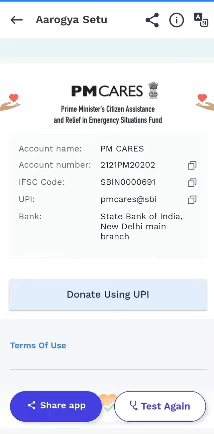 Aarogya Setu
PM CARES
Prime Minister's Citizen Assistance
and Relief in Emergency Situations Fund
Account name: PM CARES
Account number: 2121PM20202
IFSC Code: SBIN0000691
UPI: pmcares@sbi
Bank: State Bank of India,
New Delhi main
branch
Donate Using UPI
Terms Of Use
Share app
Test Again